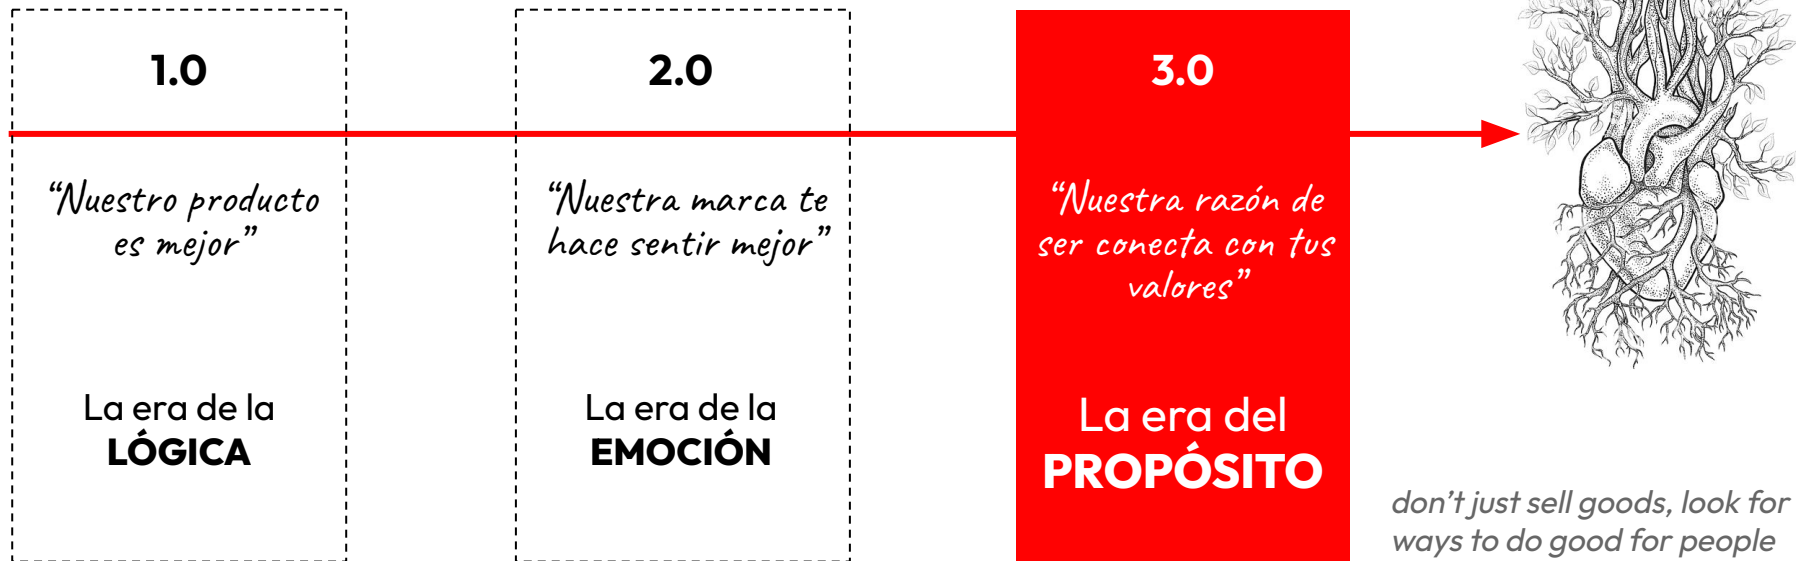 1.0
“Nuestro producto
es mejor”
La era de la
LÓGICA
2.0
“Nuestra marca te
hace sentir mejor”
La era de la
EMOCIÓN
3.0
“Nuestra razón de
ser conecta con tus
valores”
La era del
PROPÓSITO
don’t just sell goods, look for
ways to do good for people